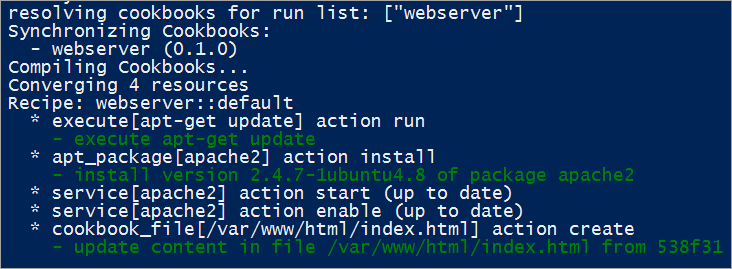 resolving cookbooks for run list: ["webserver"]
Synchronizing Cookbooks:
  - webserver (0.1.0)
Compiling Cookbooks...
Converging 4 resources
Recipe: webserver::default
  * execute[apt-get update] action run
    - execute apt-get update
  * apt_package[apache2] action install
    - install version 2.4.7-1ubuntu4.8 of package apache2
  * service[apache2] action start (up to date)
  * service[apache2] action enable (up to date)
  * cookbook_file[/var/www/html/index.html] action create
    - update content in file /var/www/html/index.html from 538f31